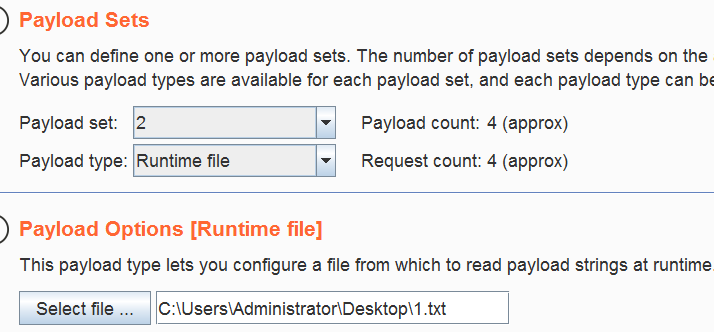 Payload Sets
You can define one or more payload sets. The number of payload sets depends on the
Various payload types are available for each payload set, and each payload type can be
Payload set: 2 Payload count: 4 (approx)
Payload type: Runtime file Request count: 4 (approx)
Payload Options [Runtime file]
This payload type lets you configure a file from which to read payload strings at runtime.
Select file ... C:\Users\Administrator\Desktop\1.txt